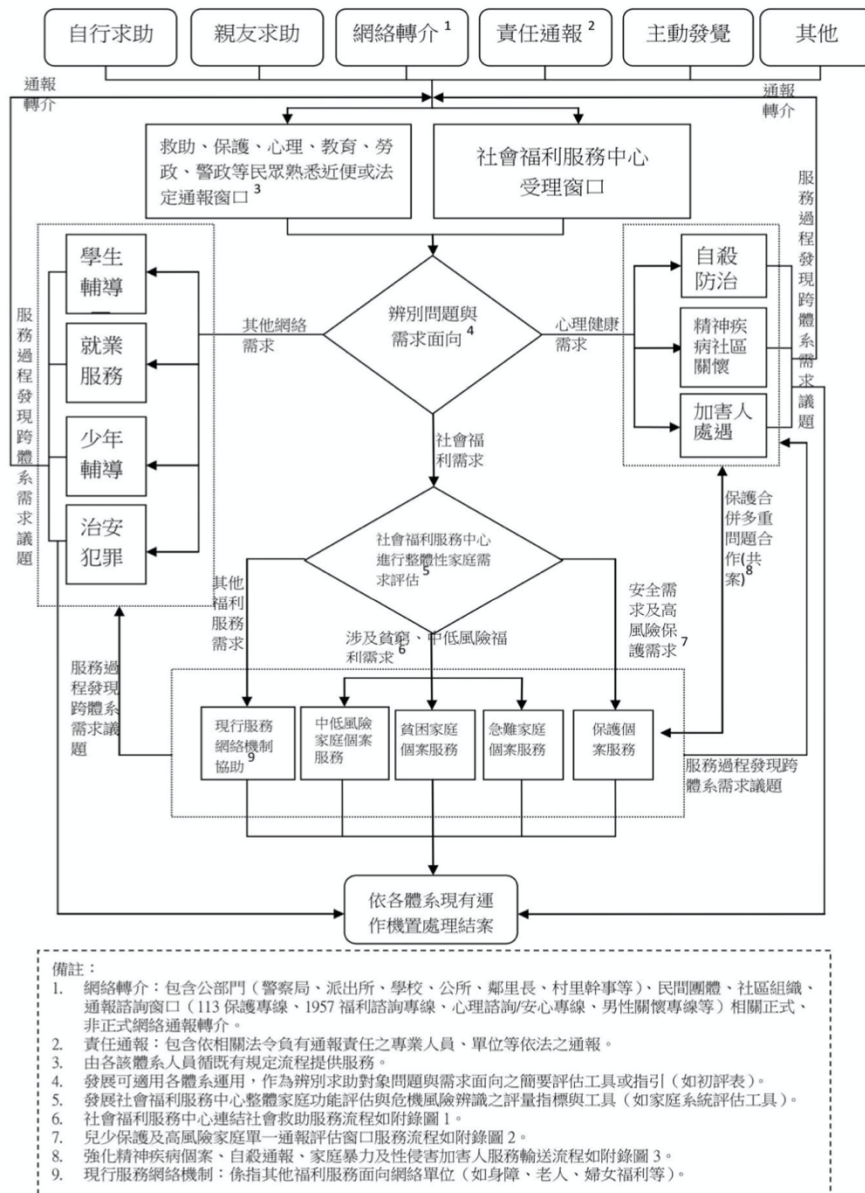 自行求助
親友求助
網絡轉介 1
責任通報 2
主動發覺
其他
通報
轉介
通報
轉介
救助、保護、心理、教育、勞
政、警政等民眾熟悉近便或法
定通報窗口 3
社會福利服務中心
受理窗口
服務過程發現跨體系需求議題
學生
輔導
就業
服務
少年
輔導
治安
犯罪
其他網絡
需求
辨別問題與
需求面向 4
心理健康
需求
自殺
防治
精神疾
病社區
關懷
加害人
處遇
服務過程發現跨體系需求議題
社會福
利需求
社會福利服務中心
進行整體性家庭需
求評估 5
保護合
併多重
問題合
作(共
案) 8
其他
福利
服務
需求
涉及貧窮、中低風險福
利需求 6
安全需
求及高
風險保
護需求 7
服務過
程發現
跨體系
需求議
題
現行服務
網絡機制
協助 9
中低風險
家庭個案
服務
貧困家庭
個案服務
急難家庭
個案服務
保護個
案服務
服務過程發現跨
體系需求議題
依各體系現有運
作機置處理結案
備註：
1. 網絡轉介：包含公部門（警察局、派出所、學校、公所、鄰里長、村里幹事等）、民間團體、社區組織、
通報諮詢窗口（113 保護專線、1957 福利諮詢專線、心理諮詢/安心專線、男性關懷專線等）相關正式、
非正式網絡通報轉介。
2. 責任通報：包含依相關法令負有通報責任之專業人員、單位等依法之通報。
3. 由各該體系人員循既有規定流程提供服務。
4. 發展可適用各體系運用，作為辨別求助對象問題與需求面向之簡要評估工具或指引（如初評表）。
5. 發展社會福利服務中心整體家庭功能評估與危機風險辨識之評量指標與工具（如家庭系統評估工具）。
6. 社會福利服務中心連結社會救助服務流程如附錄圖 1。
7. 兒少保護及高風險家庭單一通報評估窗口服務流程如附錄圖 2。
8. 強化精神疾病個案、自殺通報、家庭暴力及性侵害加害人服務輸送流程如附錄圖 3。
9. 現行服務網絡機制：係指其他福利服務面向網絡單位（如身障、老人、婦女福利等）。